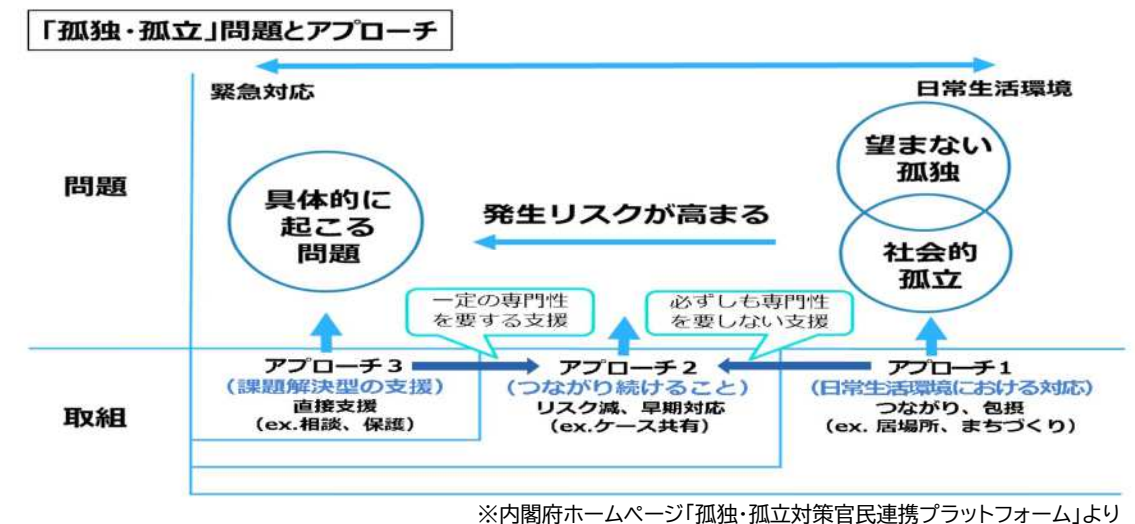 「孤独・孤立」問題とアプローチ
緊急対応
日常生活環境
問題
具体的に
起こる
問題
発生リスクが高まる
望まない
孤独
社会的
孤立
一定の専門性
を要する支援
必ずしも専門性
を要しない支援
取組
アプローチ3
(課題解決型の支援)
直接支援
(ex.相談、保護)
アプローチ2
(つながり続けること)
リスク減、早期対応
(ex.ケース共有)
アプローチ1
(日常生活環境における対応)
つながり、包摂
(ex. 居場所、まちづくり)
※内閣府ホームページ「孤独・孤立対策官民連携プラットフォーム」より